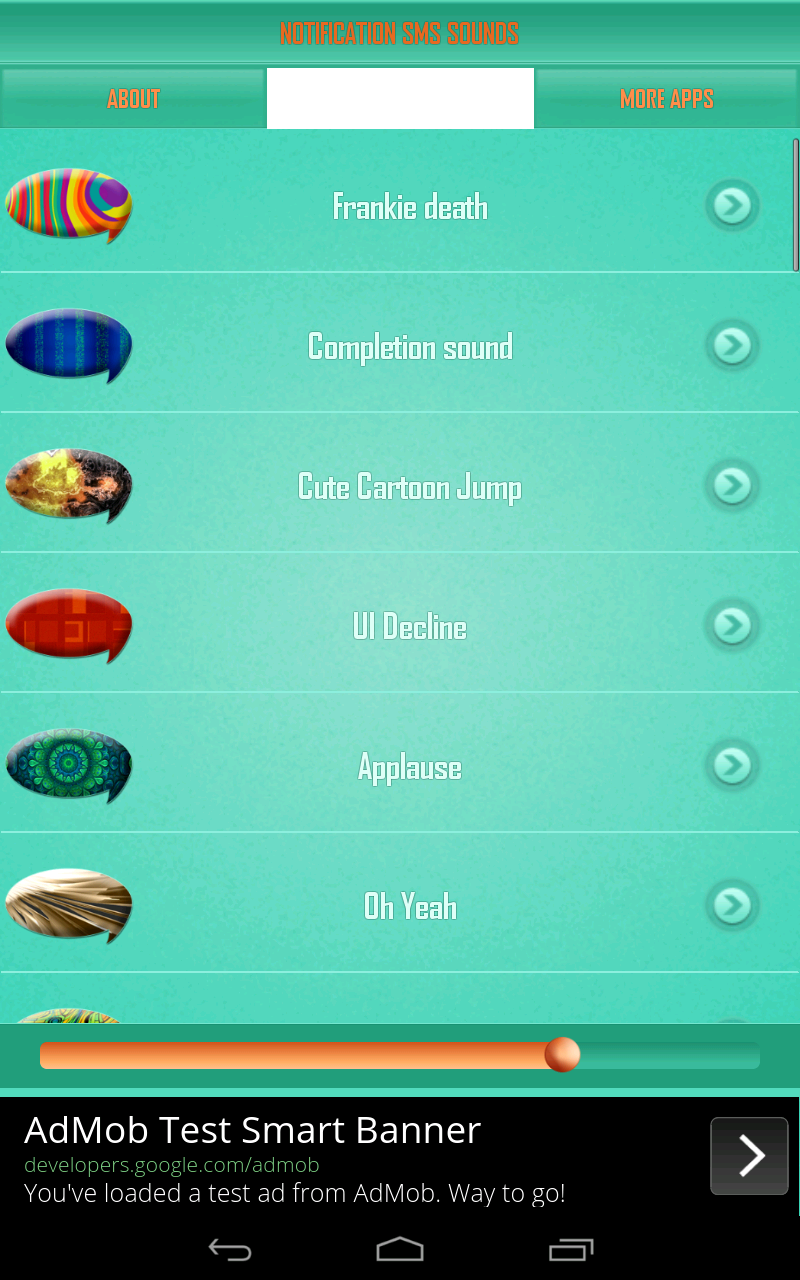 NOTIFICATION SMS SOUNDS
ABOUT
MORE APPS
Frankie death
Completion sound
Cute Cartoon Jump
UI Decline
Applause
Oh Yeah
AdMob Test Smart Banner
developers.google.com/admob
You've loaded a test ad from AdMob. Way to go!